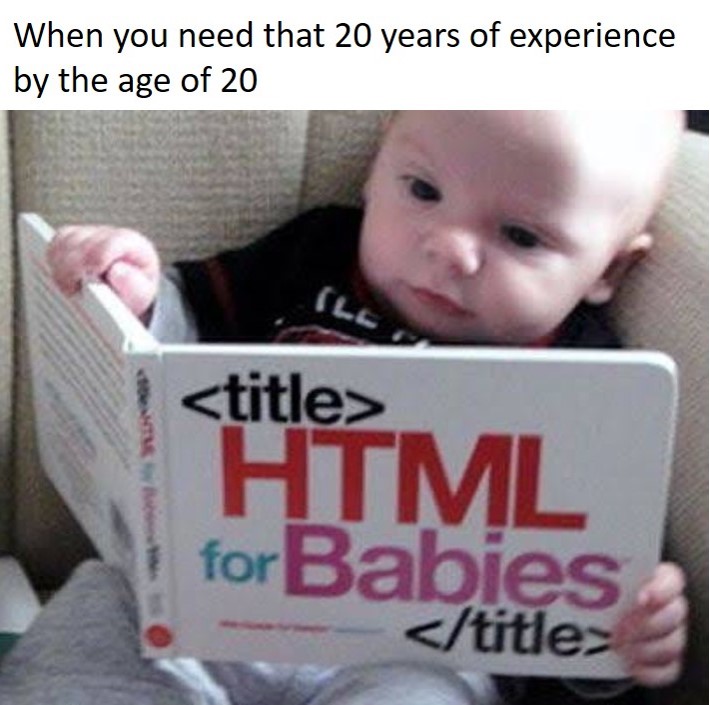 When you need that 20 years of experience
by the age of 20
<title>
HTML
for Babies
</title>